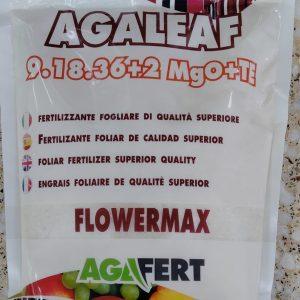 AGALEAF
9.18.36+2 MgO+TE
FERTILIZZANTE FOGLIARE DI QUALITÀ SUPERIORE
FERTILIZANTE FOLIAR DE CALIDAD SUPERIOR
FOLIAR FERTILIZER SUPERIOR QUALITY
ENGRAIS FOLIAIRE DE QUALITÈ SUPERIOR
FLOWERMAX
AGAFERT